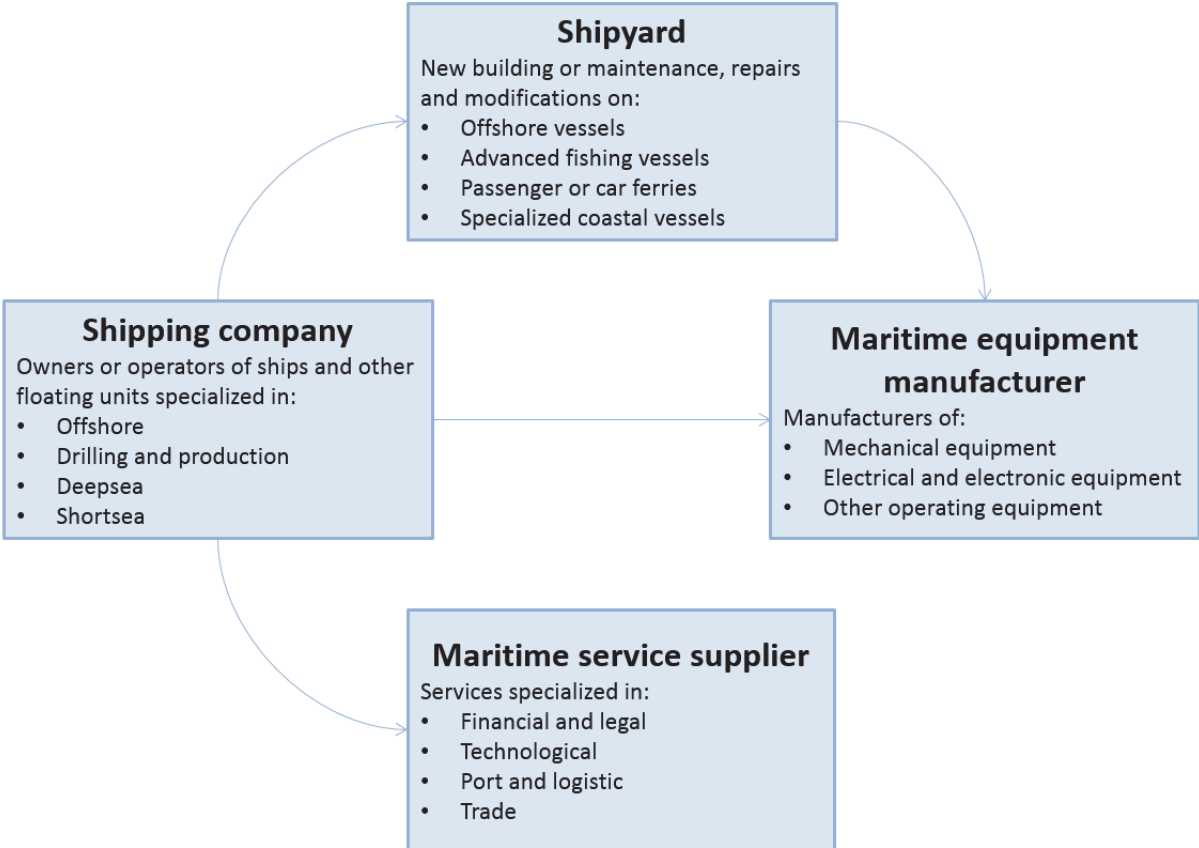 Shipyard
New building or maintenance, repairs
and modifications on:
• Offshore vessels
• Advanced fishing vessels
• Passenger or car ferries
• Specialized coastal vessels
Shipping company
Owners or operators of ships and other
floating units specialized in:
• Offshore
• Drilling and production
• Deepsea
• Shortsea
Maritime equipment
manufacturer
Manufacturers of:
• Mechanical equipment
• Electrical and electronic equipment
• Other operating equipment
Maritime service supplier
Services specialized in:
• Financial and legal
• Technological
• Port and logistic
• Trade